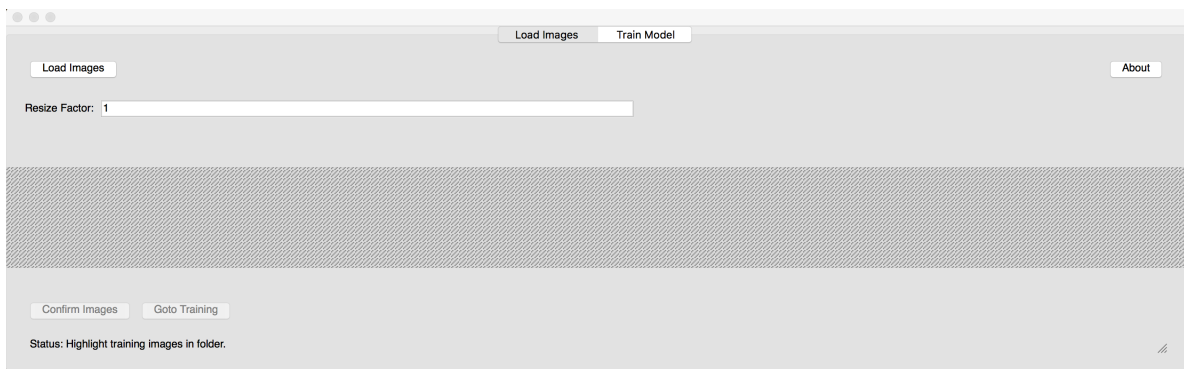 Load Images Train Model
Load Images About
Resize Factor: 1
Confirm Images Goto Training
Status: Highlight training images in folder.